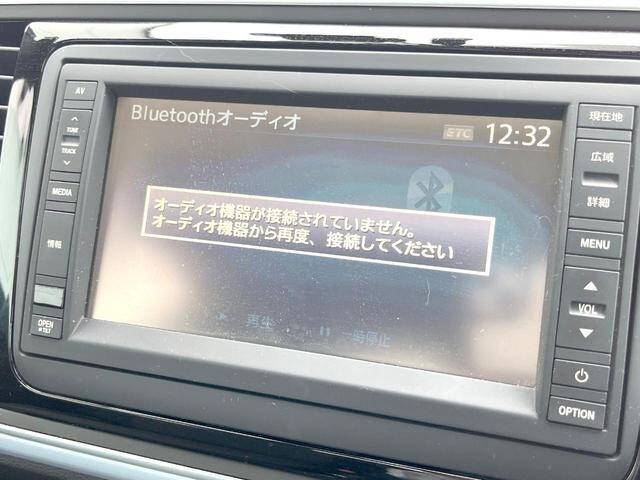 Bluetoothオーディオ
ETC
12:32
オーディオ機器が接続されていません。
オーディオ機器から再度、接続してください
再生
一時停止
AV
TUNE
TRACK
MEDIA
情報
OPEN
TILT
現在地
広域
詳細
MENU
VOL
OPTION